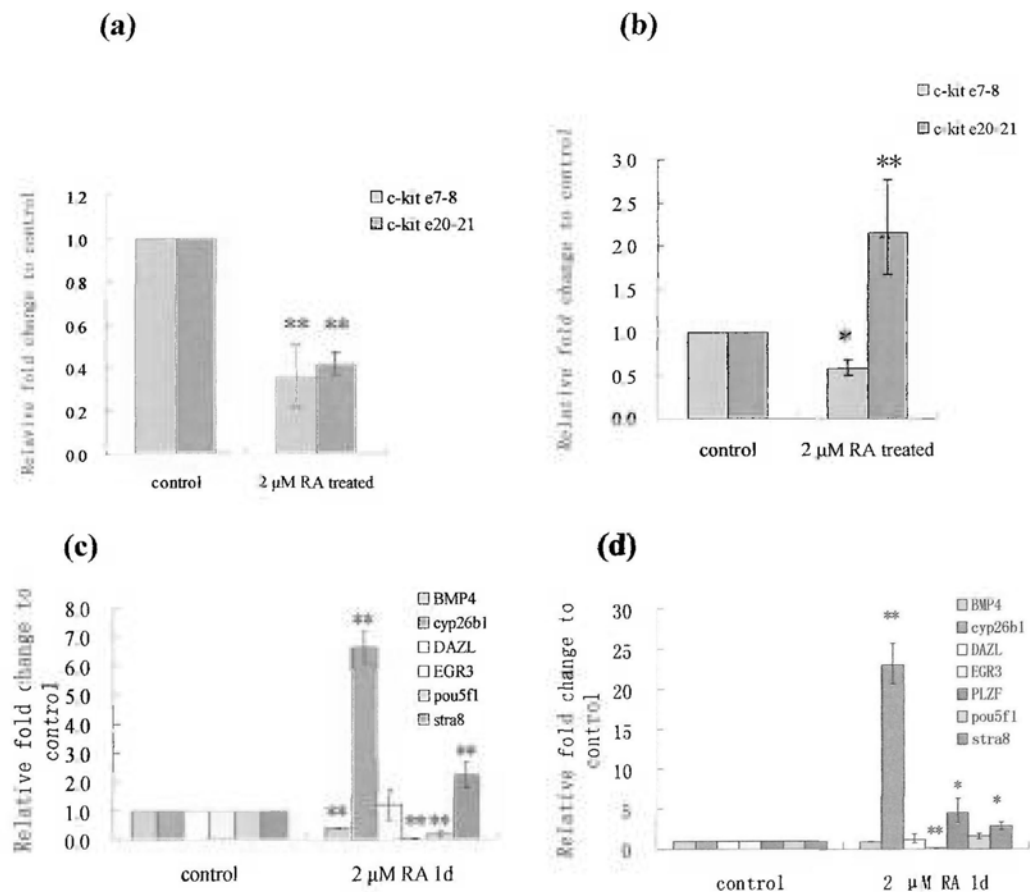 (a)
Relative fold change to control
1.2
1.0
0.8
0.6
0.4
0.2
0.0
c-kit e7-8
c-kit e20-21
** **
control
2 μM RA treated
(b)
Relative fold change to control
3.0
2.5
2.0
1.5
1.0
0.5
0.0
c-kit e7-8
c-kit e20-21
*
**
control
2 μM RA treated
(c)
Relative fold change to
control
8.0
7.0
6.0
5.0
4.0
3.0
2.0
1.0
0.0
BMP4
cyp26b1
DAZL
EGR3
pou5f1
stra8
**
**
**
**
**
control
2 μM RA 1d
(d)
Relative fold change to
control
30
25
20
15
10
5
0
BMP4
cyp26b1
DAZL
EGR3
PLZF
pou5f1
stra8
**
**
*
*
control
2 μM RA 1d